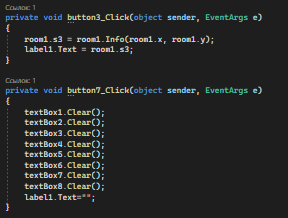 Ссылок: 1
private void button3_Click(object sender, EventArgs e)
{
room1.s3 = room1.Info(room1.x, room1.y);
label1.Text = room1.s3;
}
Ссылок: 1
private void button7_Click(object sender, EventArgs e)
{
textBox1.Clear();
textBox2.Clear();
textBox3.Clear();
textBox4.Clear();
textBox5.Clear();
textBox6.Clear();
textBox7.Clear();
textBox8.Clear();
label1.Text="";
}